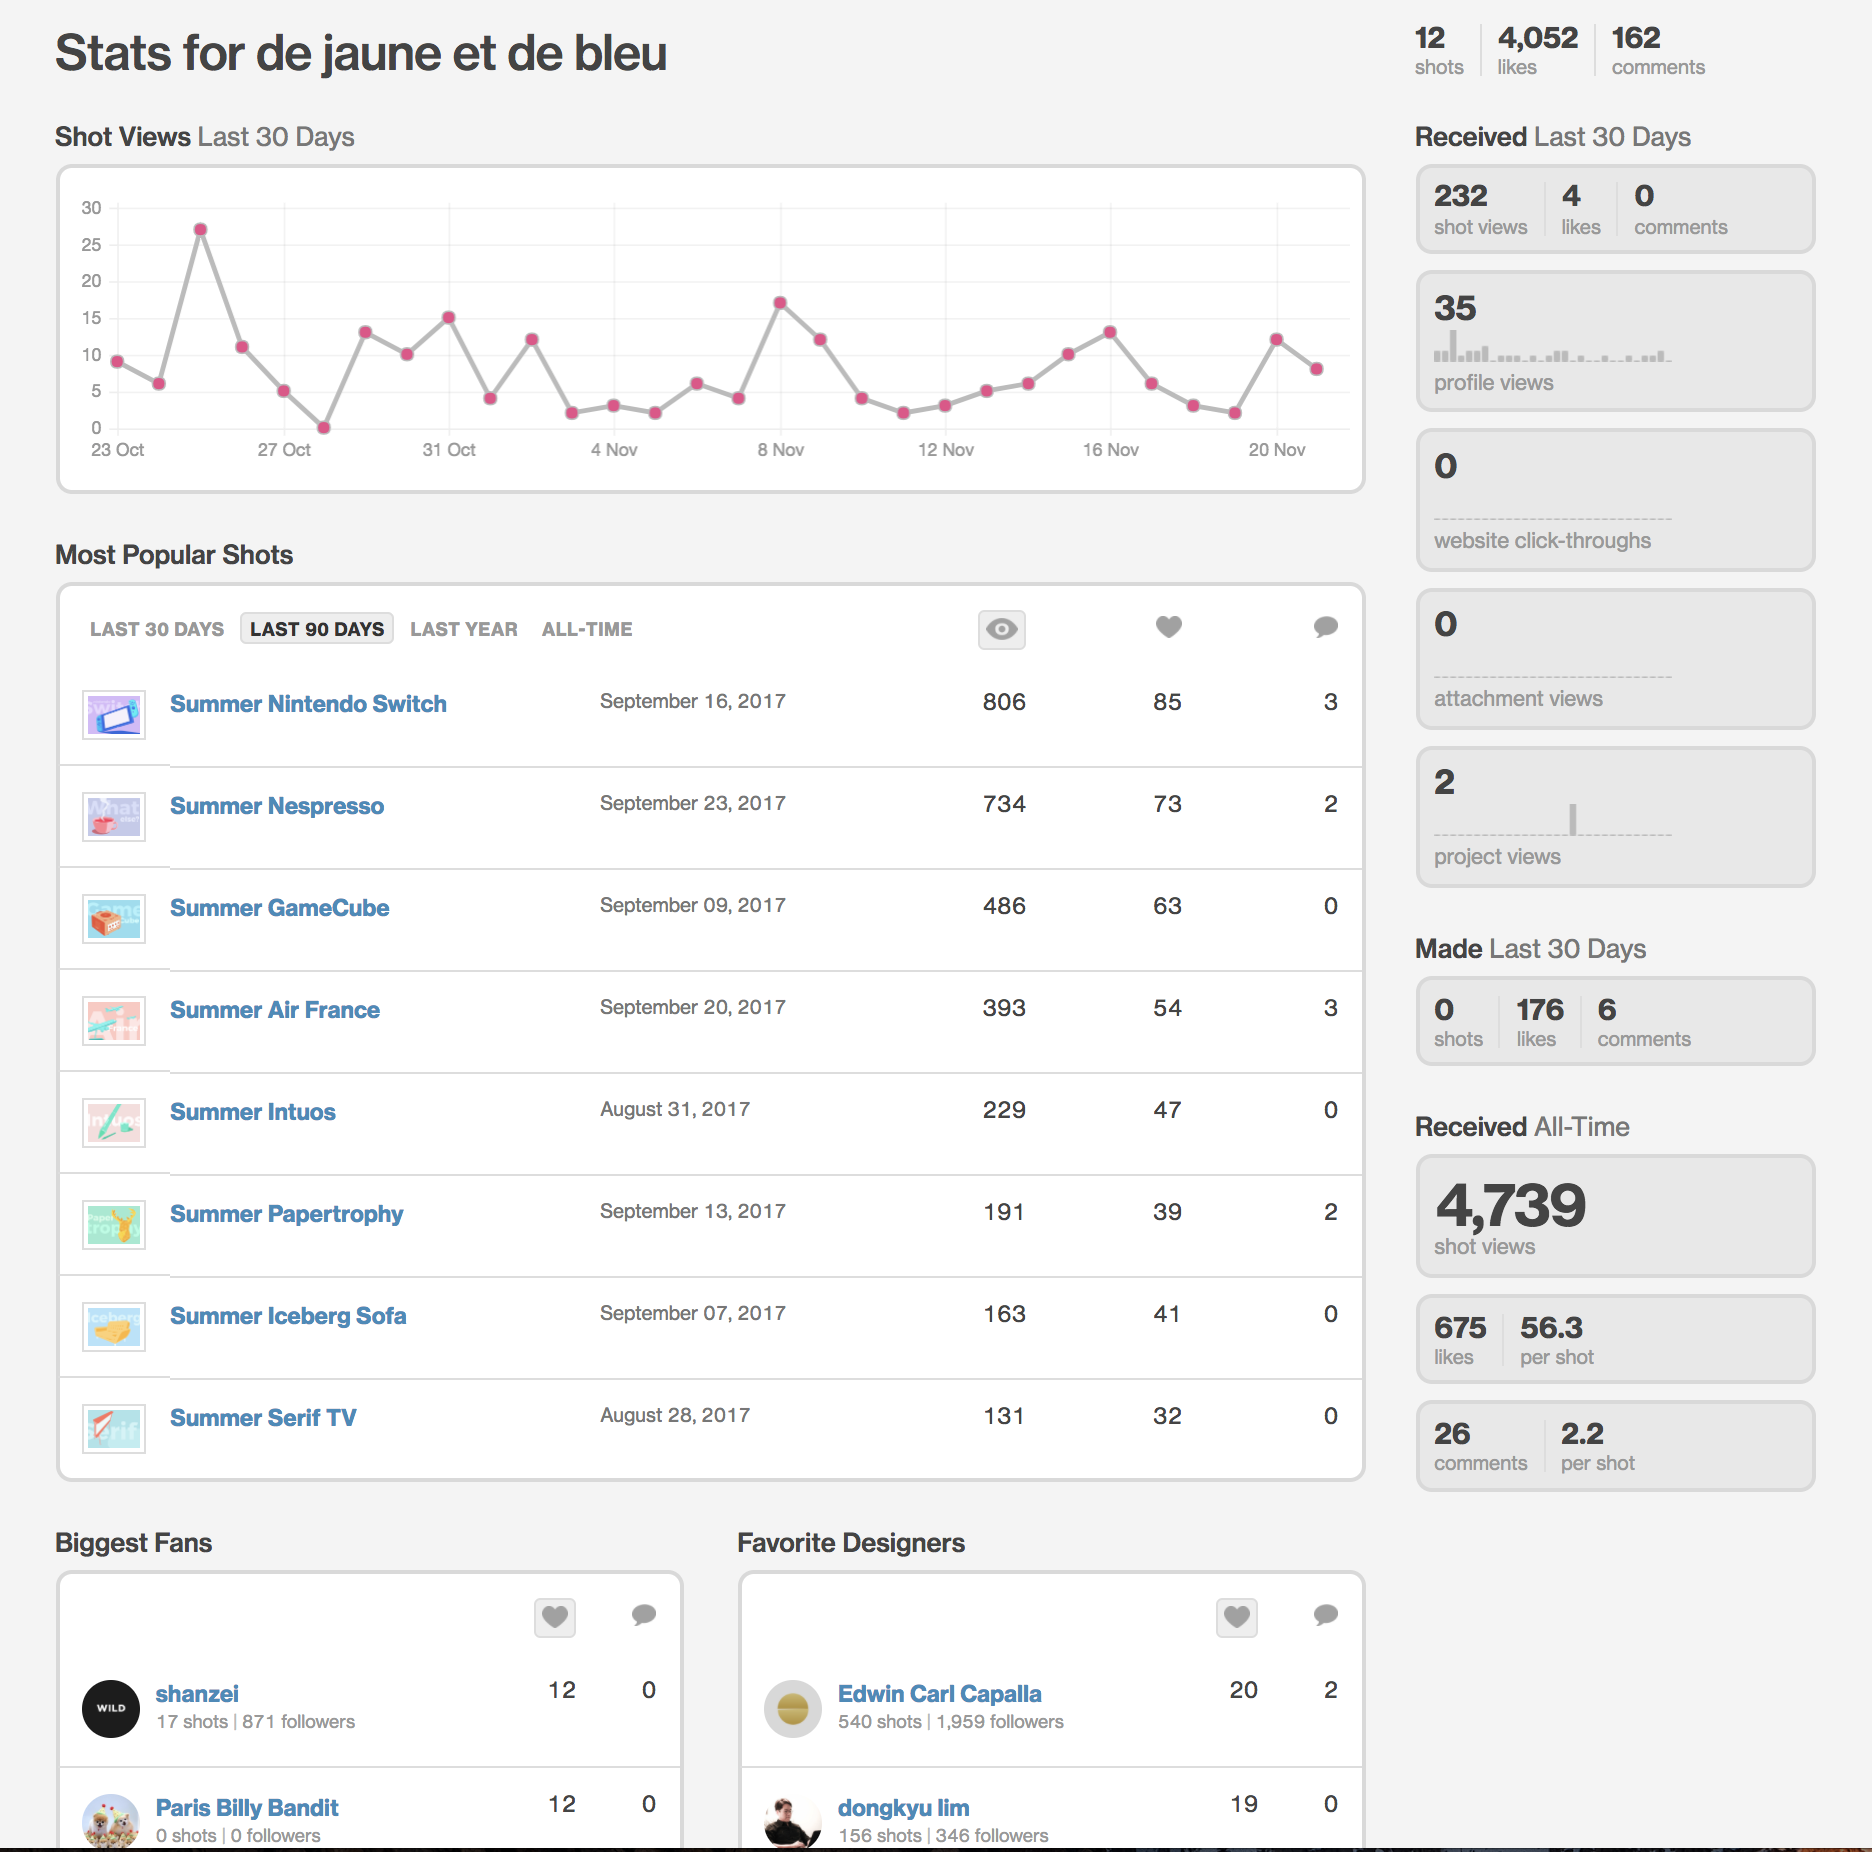 Stats for de jaune et de bleu
12 4,052 162
shots likes comments
Shot Views Last 30 Days
30
25
20
15
10
5
0
23 Oct 27 Oct 31 Oct 4 Nov 8 Nov 12 Nov 16 Nov 20 Nov
Received Last 30 Days
232 4 0
shot views likes comments
35
profile views
0
website click-throughs
0
attachment views
2
project views
Made Last 30 Days
0 176 6
shots likes comments
Received All-Time
4,739
shot views
675 56.3
likes per shot
26 2.2
comments per shot
Most Popular Shots
LAST 30 DAYS LAST 90 DAYS LAST YEAR ALL-TIME
Summer Nintendo Switch September 16, 2017 806 85 3
Summer Nespresso September 23, 2017 734 73 2
Summer GameCube September 09, 2017 486 63 0
Summer Air France September 20, 2017 393 54 3
Summer Intuos August 31, 2017 229 47 0
Summer Papertrophy September 13, 2017 191 39 2
Summer Iceberg Sofa September 07, 2017 163 41 0
Summer Serif TV August 28, 2017 131 32 0
Biggest Fans
WILD
shanzei 12 0
17 shots | 871 followers
Paris Billy Bandit 12 0
0 shots | 0 followers
Favorite Designers
Edwin Carl Capalla 20 2
540 shots | 1,959 followers
dongkyu lim 19 0
156 shots | 346 followers